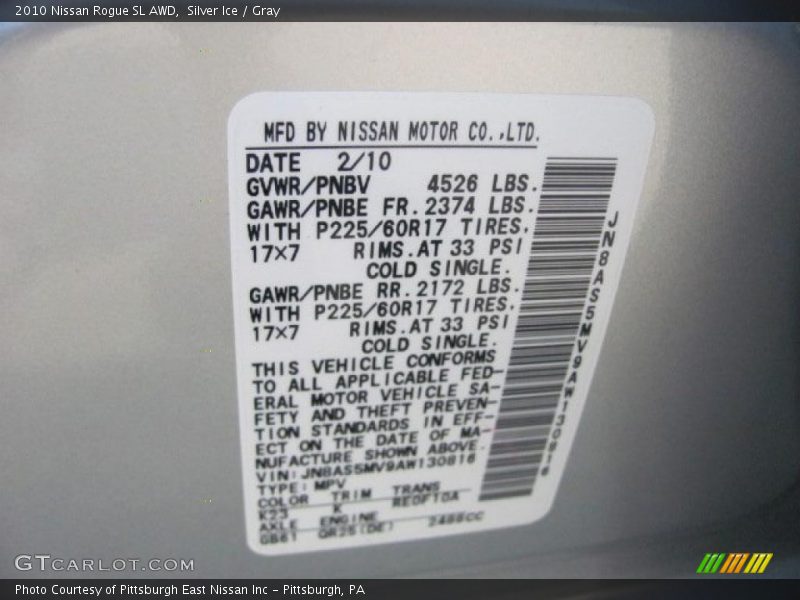 2010 Nissan Rogue SL AWD,  Silver Ice / Gray
MFD BY NISSAN MOTOR CO.,LTD.
DATE 2/10
GVWR/PNBV 4526 LBS.
GAWR/PNBE FR.2374 LBS.
WITH P225/60R17 TIRES.
17×7 RIMS.AT 33 PSI
COLD SINGLE.
GAWR/PNBE RR.2172 LBS.
WITH P225/60R17 TIRES.
17×7 RIMS.AT 33 PSI
COLD SINGLE.
THIS VEHICLE CONFORMS
TO ALL APPLICABLE FED-
ERAL MOTOR VEHICLE SA-
FETY AND THEFT PREVEN-
TION STANDARDS IN EFF-
ECT ON THE DATE OF MA-
NUFACTURE SHOWN ABOVE.
VIN:JN8AS5MV9AW130816
TYPE:MPV
COLOR TRIM TRANS
K23 K RE0F10A
AXLE ENGINE
GB61 QR25(DE) 2488CC
JN8AS5MV9AW130816
GTCARLOT.COM
Photo Courtesy of Pittsburgh East Nissan Inc - Pittsburgh, PA